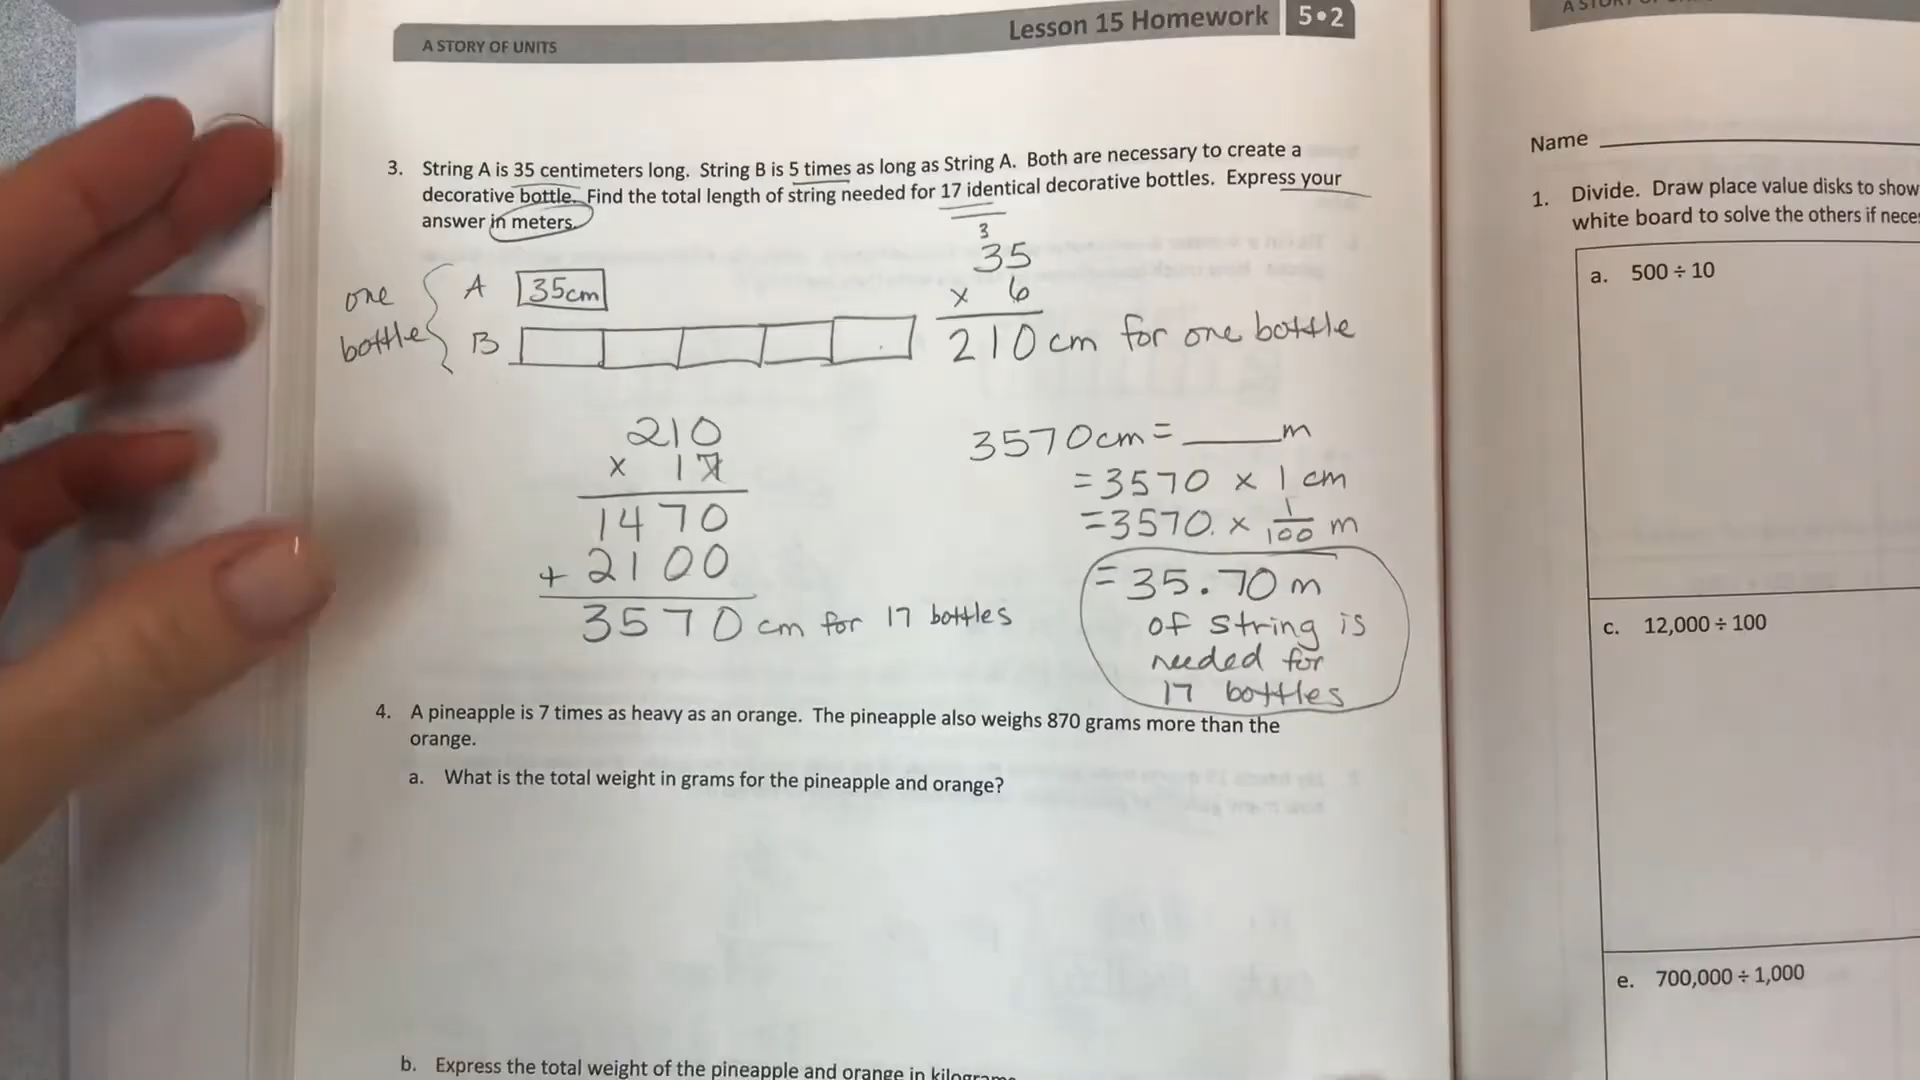 A STORY OF UNITS
Lesson 15 Homework 5•2
3. String A is 35 centimeters long. String B is 5 times as long as String A. Both are necessary to create a
decorative bottle. Find the total length of string needed for 17 identical decorative bottles. Express your
answer in meters.
one
bottle
A 35cm
B
3
35
x 6
210 cm for one bottle
210
x 17
1470
+ 2100
3570 cm for 17 bottles
3570cm = ____m
= 3570 x 1 cm
= 3570. x 1/100 m
= 35.70 m
of string is
needed for
17 bottles
4. A pineapple is 7 times as heavy as an orange. The pineapple also weighs 870 grams more than the
orange.
a. What is the total weight in grams for the pineapple and orange?
b. Express the total weight of the pineapple and orange in
A STORY OF
Name
1. Divide. Draw place value disks to show
white board to solve the others if
a. 500 ÷ 10
c. 12,000 ÷ 100
e. 700,000 ÷ 1,000